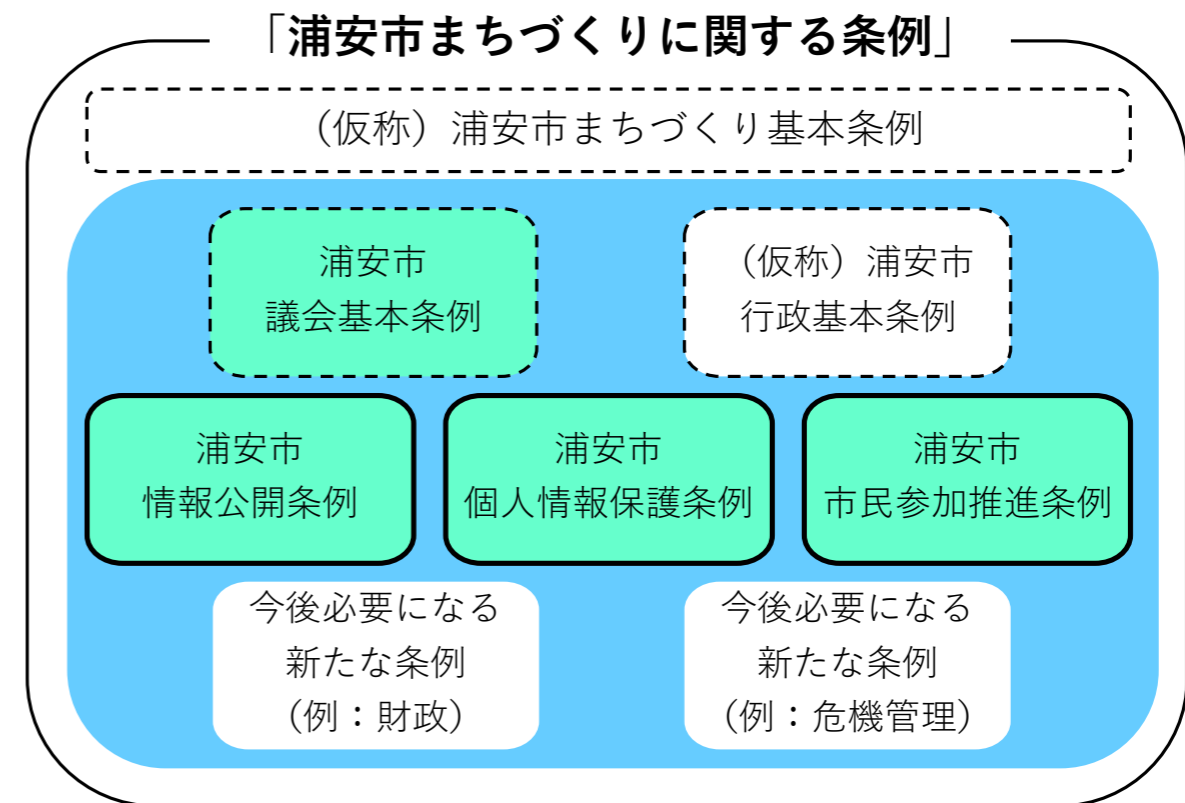 「浦安市まちづくりに関する条例」
（仮称）浦安市まちづくり基本条例
浦安市
議会基本条例
（仮称）浦安市
行政基本条例
浦安市
情報公開条例
浦安市
個人情報保護条例
浦安市
市民参加推進条例
今後必要になる
新たな条例
（例：財政）
今後必要になる
新たな条例
（例：危機管理）